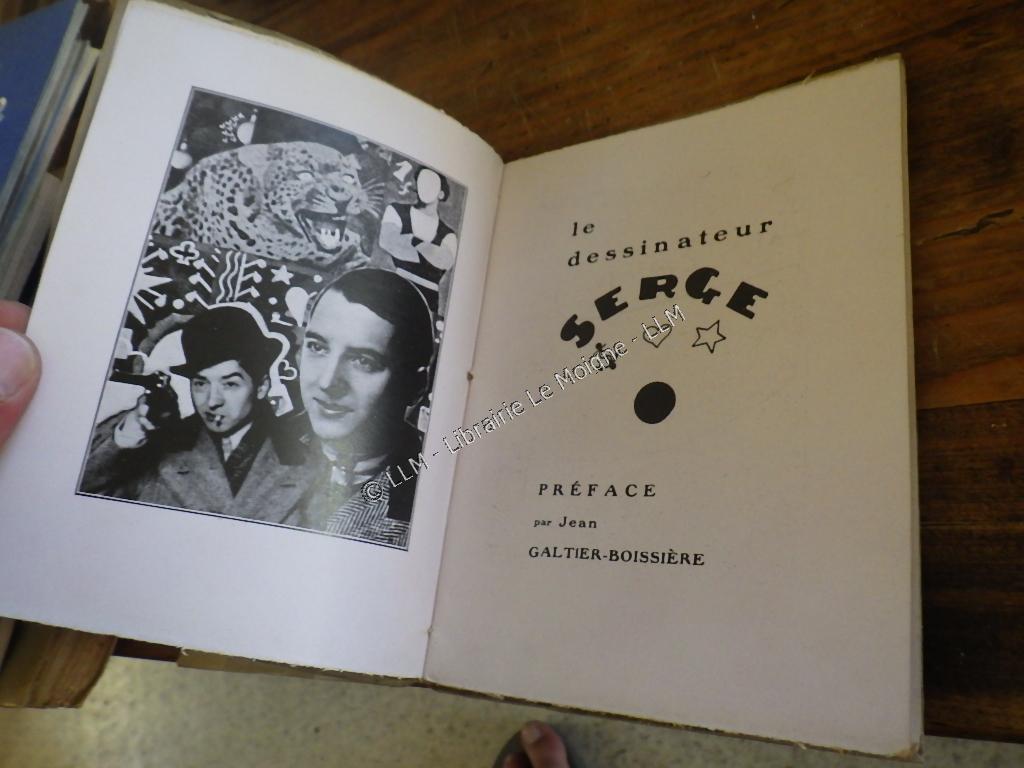 le
dessinateur
SERGE
PRÉFACE
par Jean
GALTIER-BOISSIÈRE
© LLM - Librairie Le Moigne - LLM